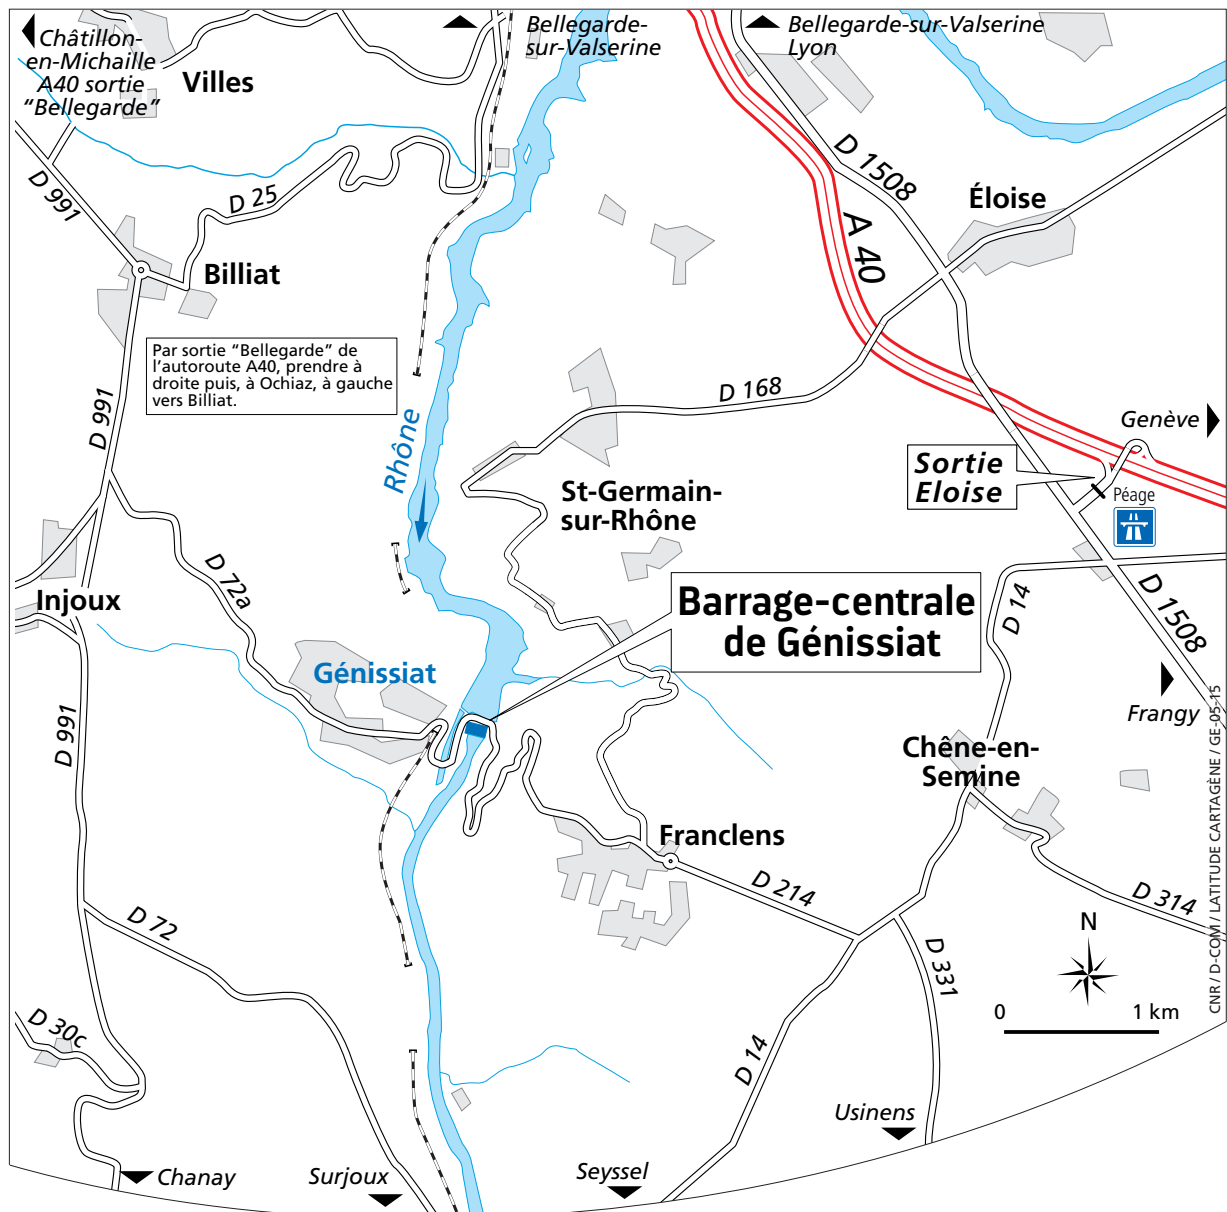 Châtillon-
en-Michaille
A40 sortie
"Bellegarde"
Villes
Bellegarde-
sur-Valserine
Bellegarde-sur-Valserine
Lyon
D 991
D 25
D 1508
A 40
Éloise
Billiat
Par sortie "Bellegarde" de
l'autoroute A40, prendre à
droite puis, à Ochiaz, à gauche
vers Billiat.
D 991
Rhône
D 168
Genève
Sortie
Eloise
Péage
St-Germain-
sur-Rhône
D 72a
Injoux
Barrage-centrale
de Génissiat
D 14
D 1508
Génissiat
Frangy
D 991
Chêne-en-
Semine
Franclens
D 214
D 314
D 72
D 331
N
0 1 km
D 30c
D 14
Usinens
Chanay
Surjoux
Seyssel
CNR / D-COM / LATITUDE CARTAGÈNE / GE-05-15